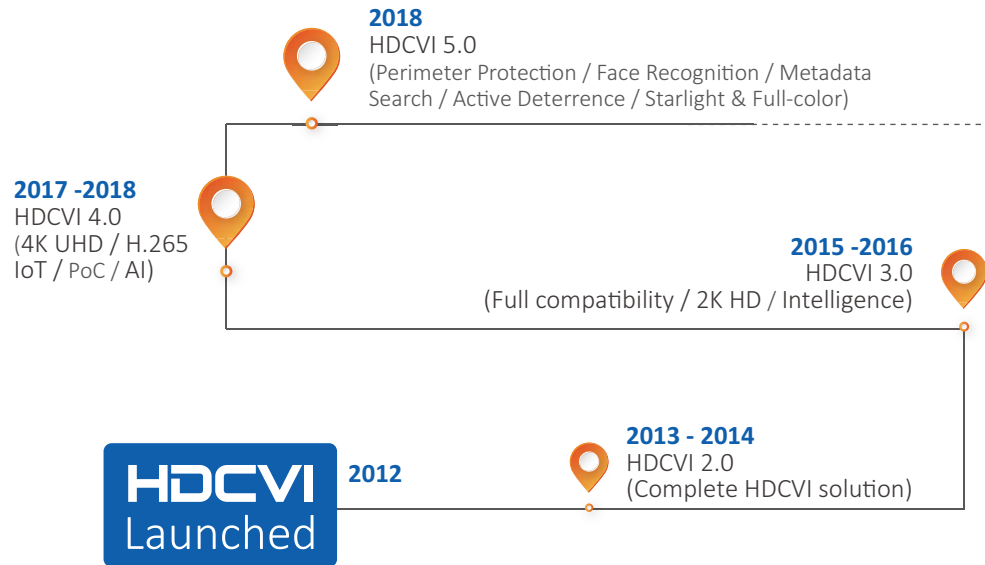 2018
HDCVI 5.0
(Perimeter Protection / Face Recognition / Metadata
Search / Active Deterrence / Starlight & Full-color)
2017 -2018
HDCVI 4.0
(4K UHD / H.265
IoT / PoC / AI)
2015 -2016
HDCVI 3.0
(Full compatibility / 2K HD / Intelligence)
2013 - 2014
HDCVI 2.0
(Complete HDCVI solution)
HDCVI
Launched
2012